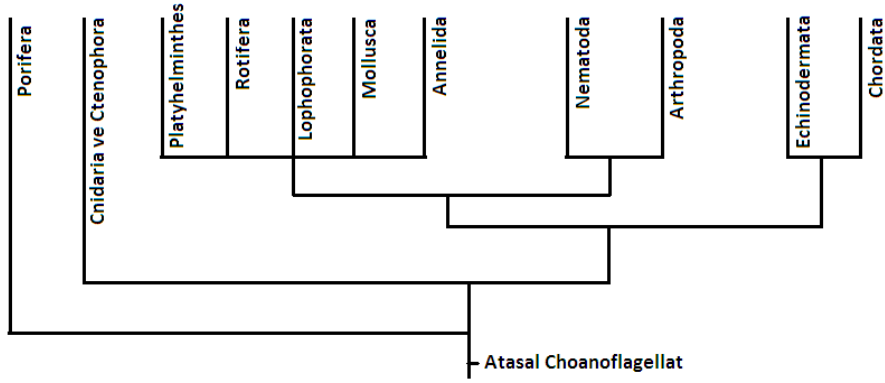 Porifera
Cnidaria ve Ctenophora
Platyhelminthes
Rotifera
Lophophorata
Mollusca
Annelida
Nematoda
Arthropoda
Echinodermata
Chordata
Atasal Choanoflagellat